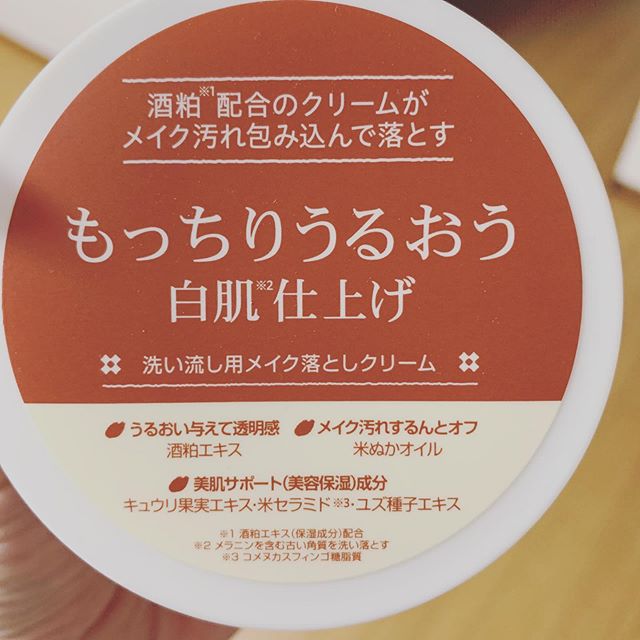 酒粕※1配合のクリームが
メイク汚れ包み込んで落とす
もっちりうるおう
白肌※2仕上げ
洗い流し用メイク落としクリーム
うるおい与えて透明感
酒粕エキス
メイク汚れするんとオフ
米ぬかオイル
美肌サポート(美容保湿)成分
キュウリ果実エキス・米セラミド※3・ユズ種子エキス
※1 酒粕エキス(保湿成分)配合
※2 メラニンを含む古い角質を洗い落とす
※3 コメヌカスフィンゴ糖脂質